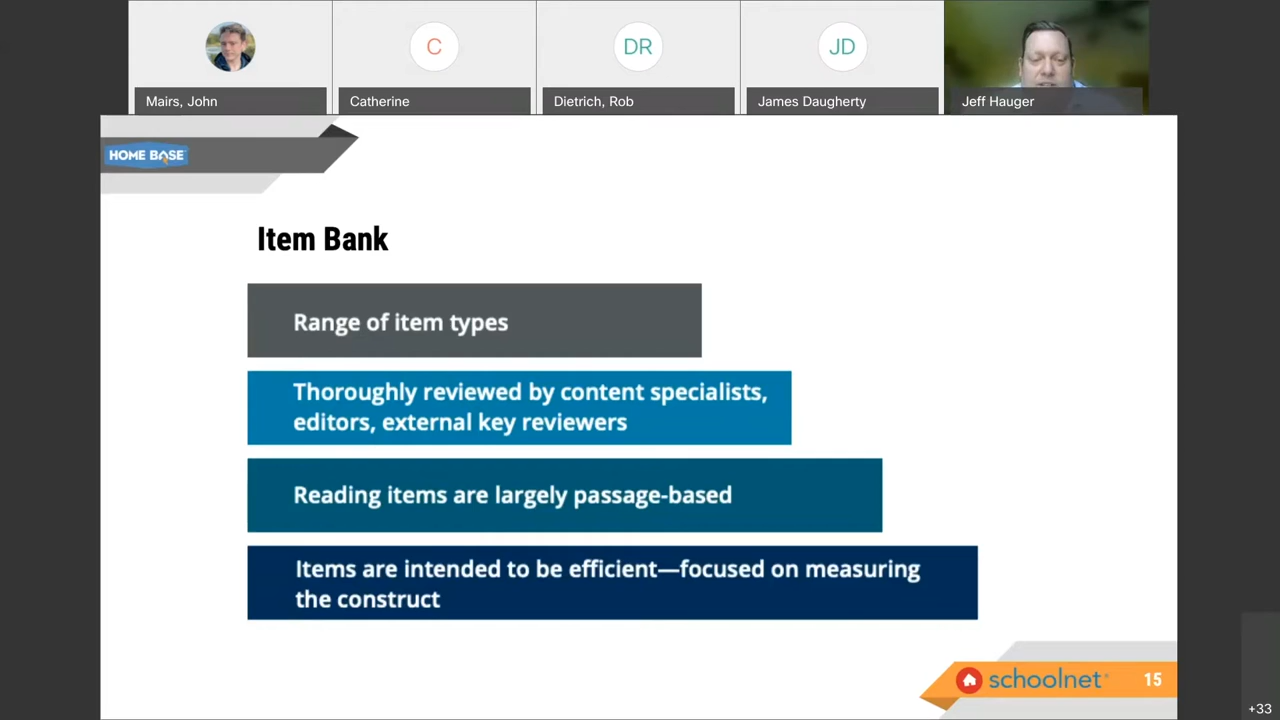 C
DR
JD
Mairs, John
Catherine
Dietrich, Rob
James Daugherty
Jeff Hauger
HOME BASE
Item Bank
Range of item types
Thoroughly reviewed by content specialists,
editors, external key reviewers
Reading items are largely passage-based
Items are intended to be efficient—focused on measuring
the construct
schoolnet
15
+33